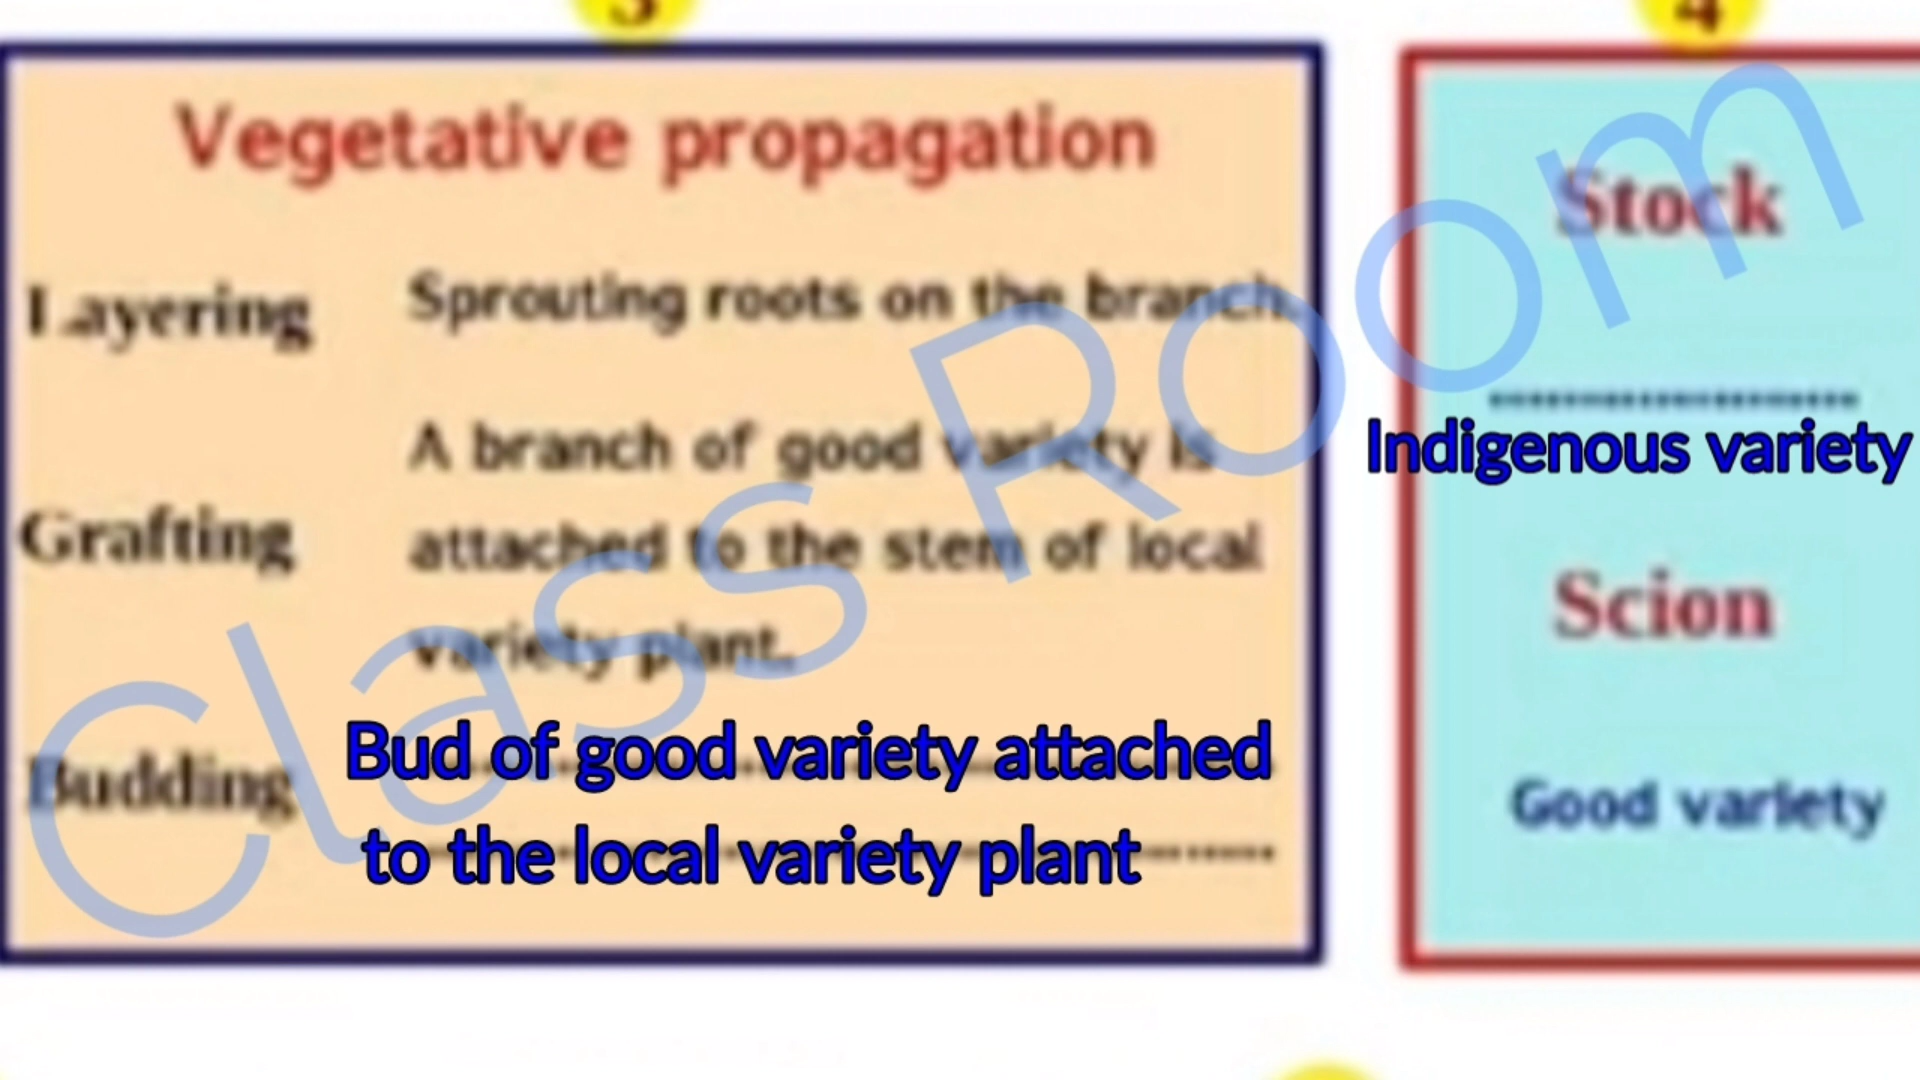 3
Vegetative propagation
Layering Sprouting roots on the branch.
Grafting A branch of good variety is
attached to the stem of local
variety plant.
Budding Bud of good variety attached
to the local variety plant
4
Stock
Indigenous variety
Scion
Good variety
Class Room